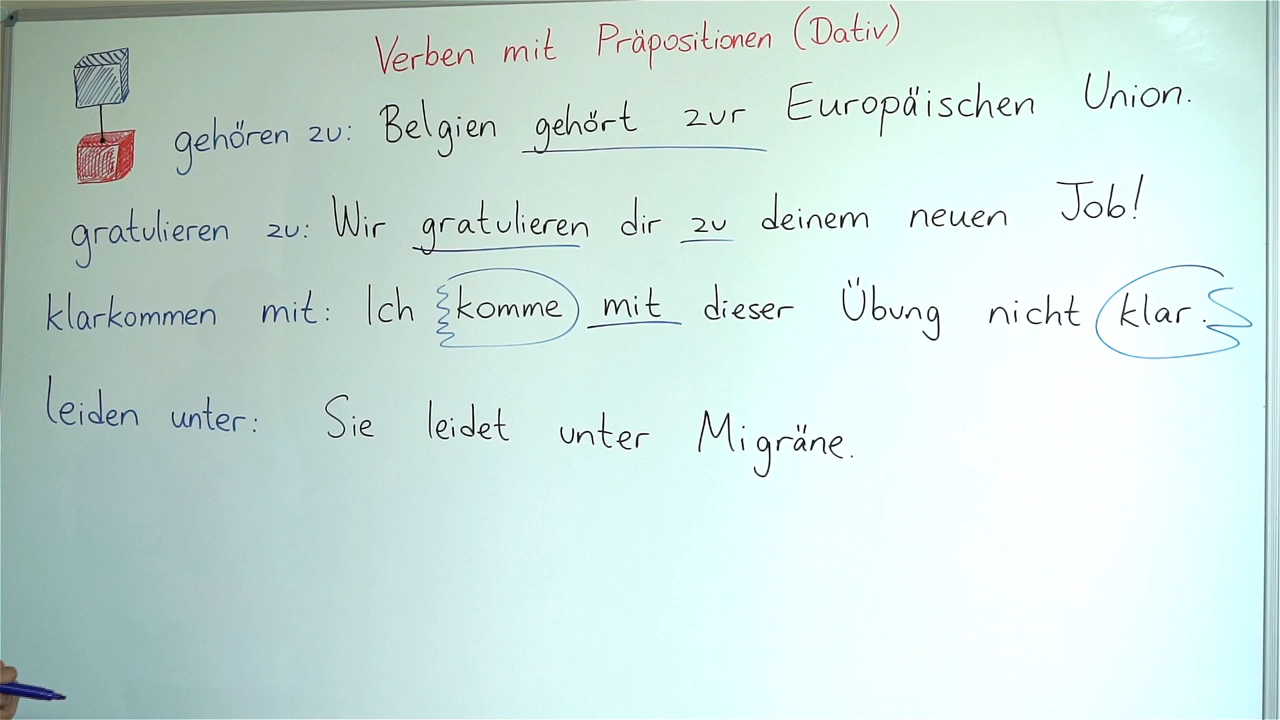 Verben mit Präpositionen (Dativ)
gehören zu: Belgien gehört zur Europäischen Union.
gratulieren zu: Wir gratulieren dir zu deinem neuen Job!
klarkommen mit: Ich komme mit dieser Übung nicht klar.
leiden unter: Sie leidet unter Migräne.